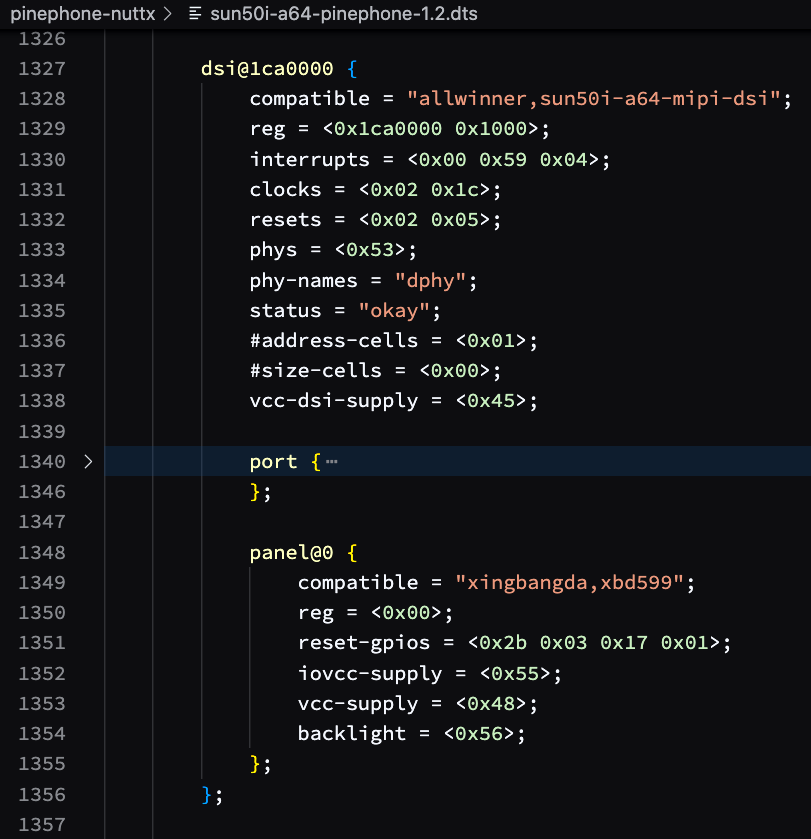 pinephone-nuttx > sun50i-a64-pinephone-1.2.dts
1326
1327 dsi@1ca0000 {
1328 compatible = "allwinner,sun50i-a64-mipi-dsi";
1329 reg = <0x1ca0000 0x1000>;
1330 interrupts = <0x00 0x59 0x04>;
1331 clocks = <0x02 0x1c>;
1332 resets = <0x02 0x05>;
1333 phys = <0x53>;
1334 phy-names = "dphy";
1335 status = "okay";
1336 #address-cells = <0x01>;
1337 #size-cells = <0x00>;
1338 vcc-dsi-supply = <0x45>;
1339
1340 > port {⋯
1346 };
1347
1348 panel@0 {
1349 compatible = "xingbangda,xbd599";
1350 reg = <0x00>;
1351 reset-gpios = <0x2b 0x03 0x17 0x01>;
1352 iovcc-supply = <0x55>;
1353 vcc-supply = <0x48>;
1354 backlight = <0x56>;
1355 };
1356 };
1357